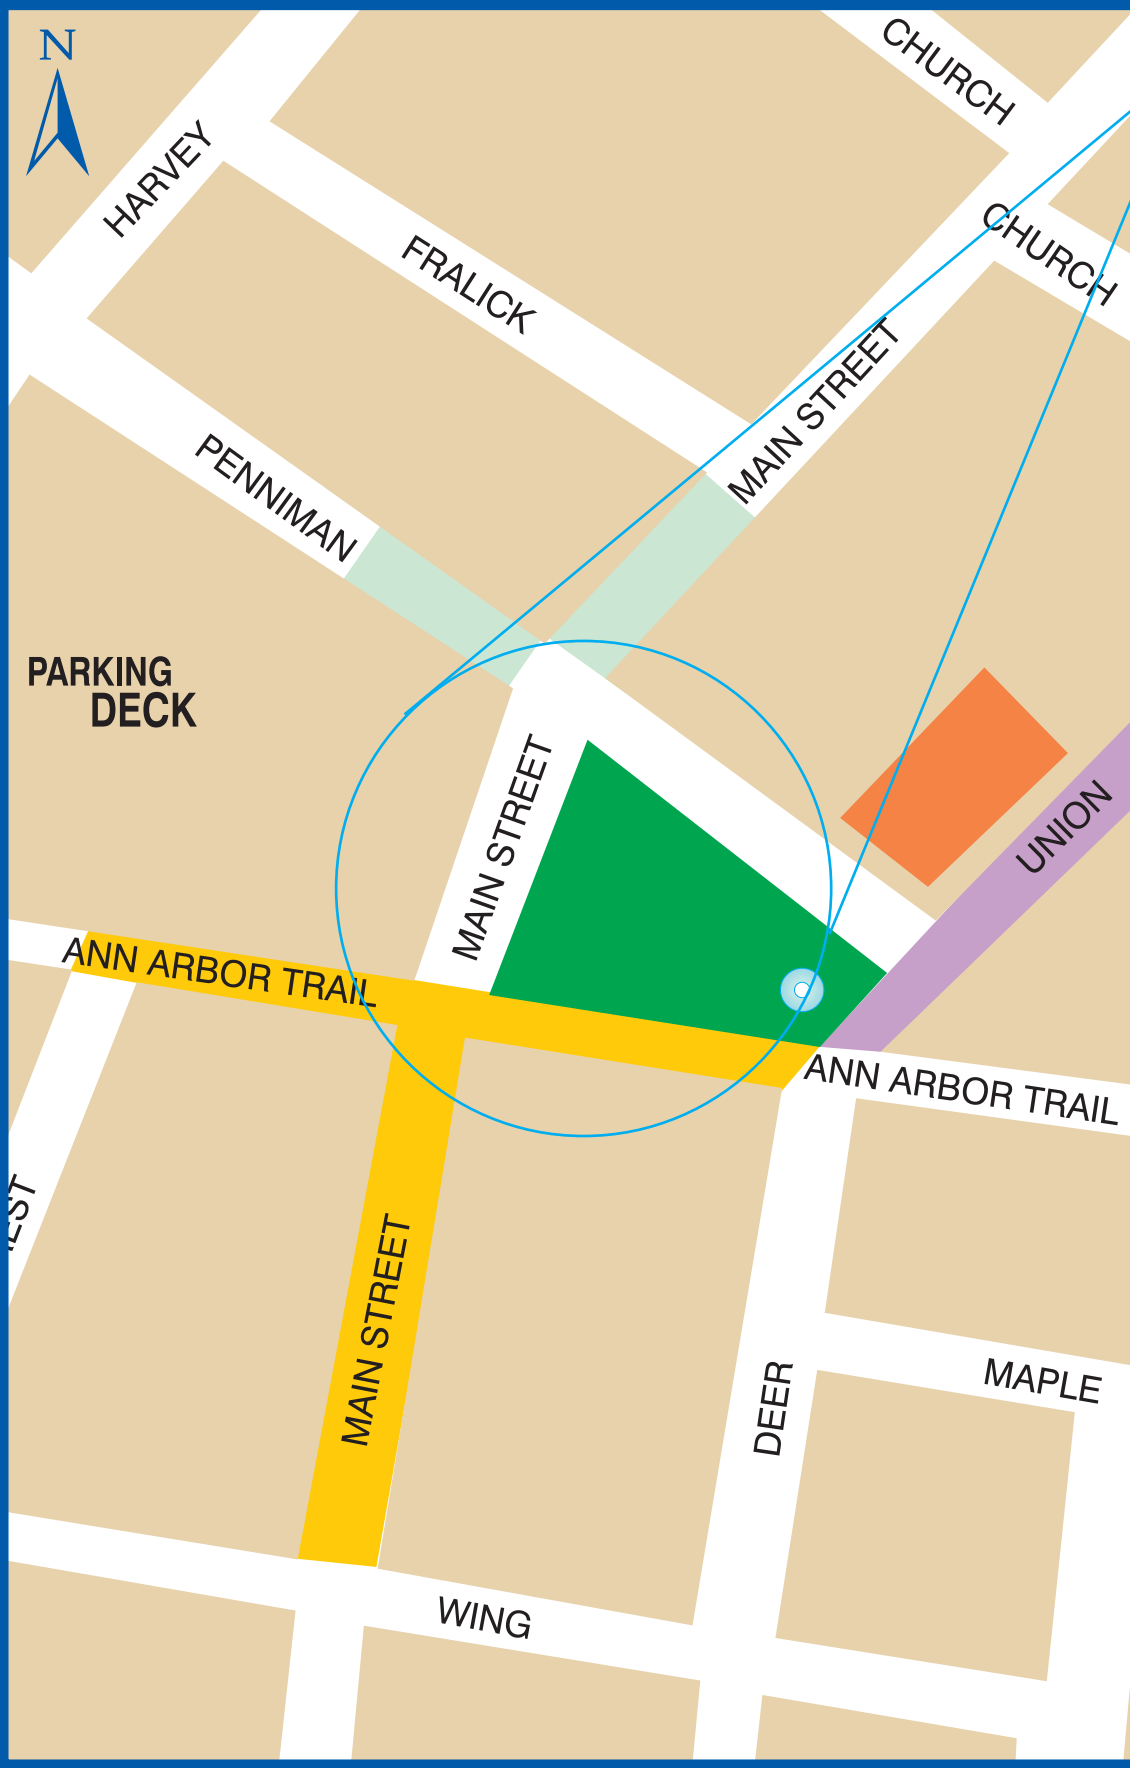 N
CHURCH
HARVEY
CHURCH
FRALICK
MAIN STREET
PENNIMAN
PARKING
DECK
MAIN STREET
UNION
ANN ARBOR TRAIL
ANN ARBOR TRAIL
MAIN STREET
MAPLE
DEER
WING